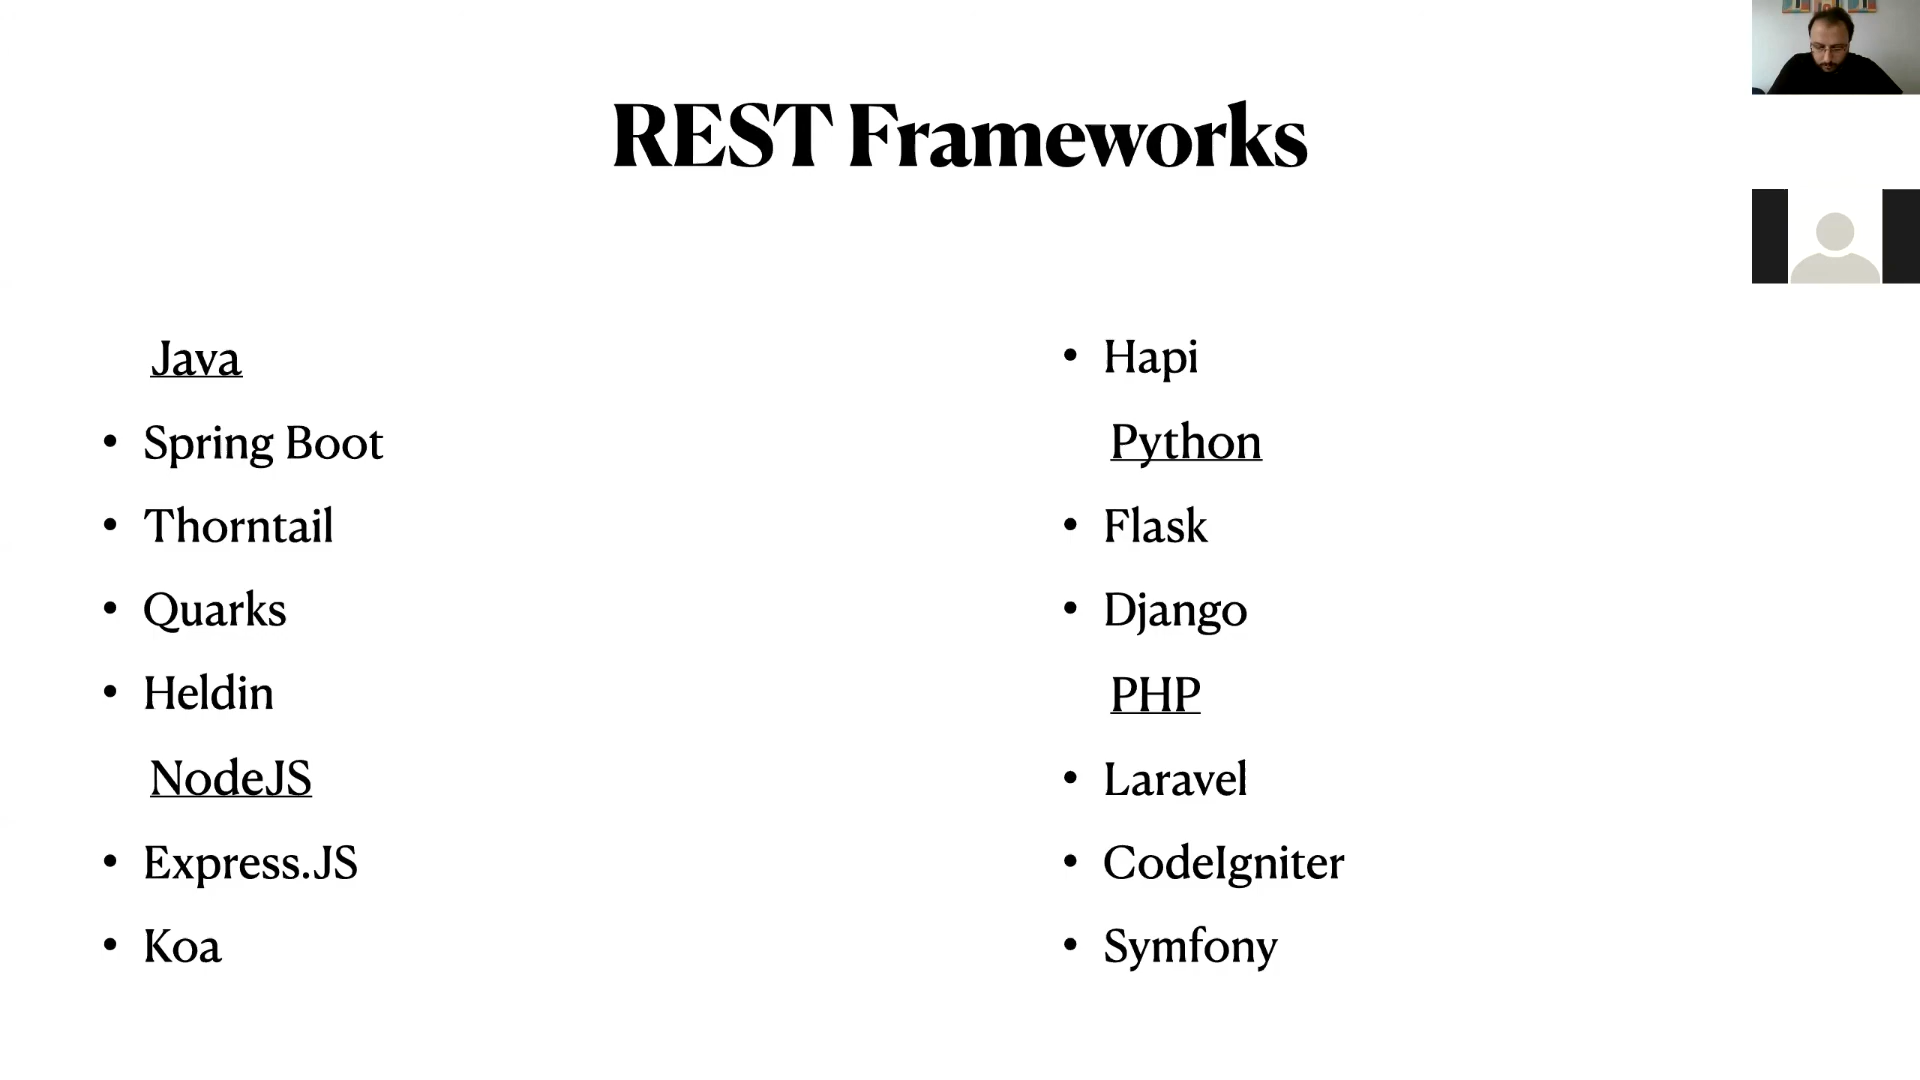 REST Frameworks
Java
• Spring Boot
• Thorntail
• Quarks
• Heldin
NodeJS
• Express.JS
• Koa
• Hapi
Python
• Flask
• Django
PHP
• Laravel
• CodeIgniter
• Symfony